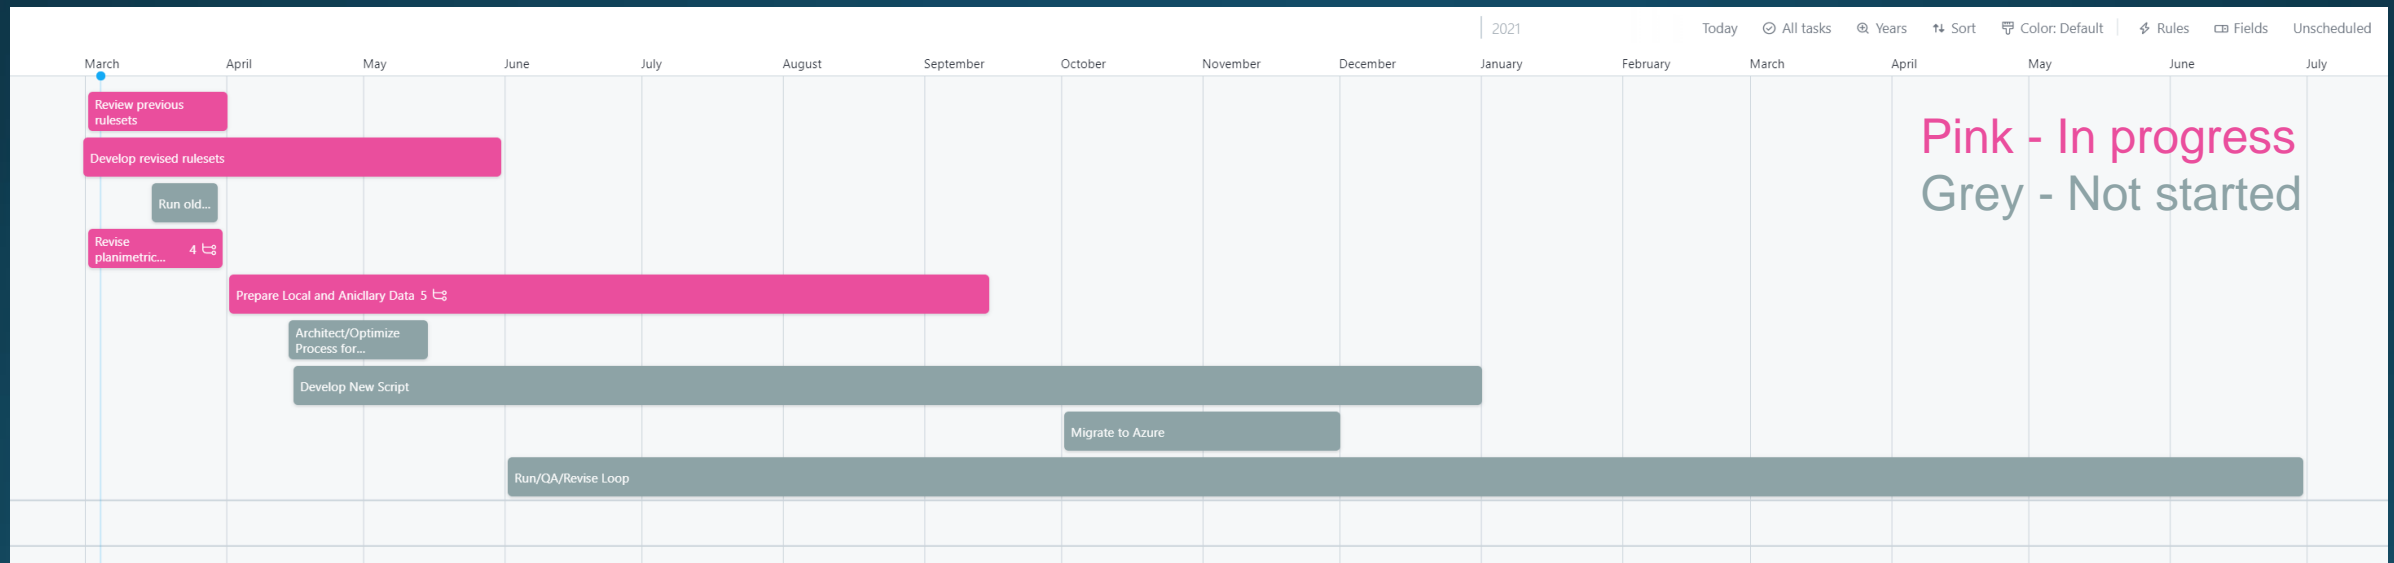 2021 Today All tasks Years Sort Color: Default Rules Fields Unscheduled
March April May June July August September October November December January February March April May June July
Review previous
rulesets
Pink - In progress
Develop revised rulesets
Grey - Not started
Run old...
Revise
planimetric...
4
Prepare Local and Anicllary Data 5
Architect/Optimize
Process for...
Develop New Script
Migrate to Azure
Run/QA/Revise Loop